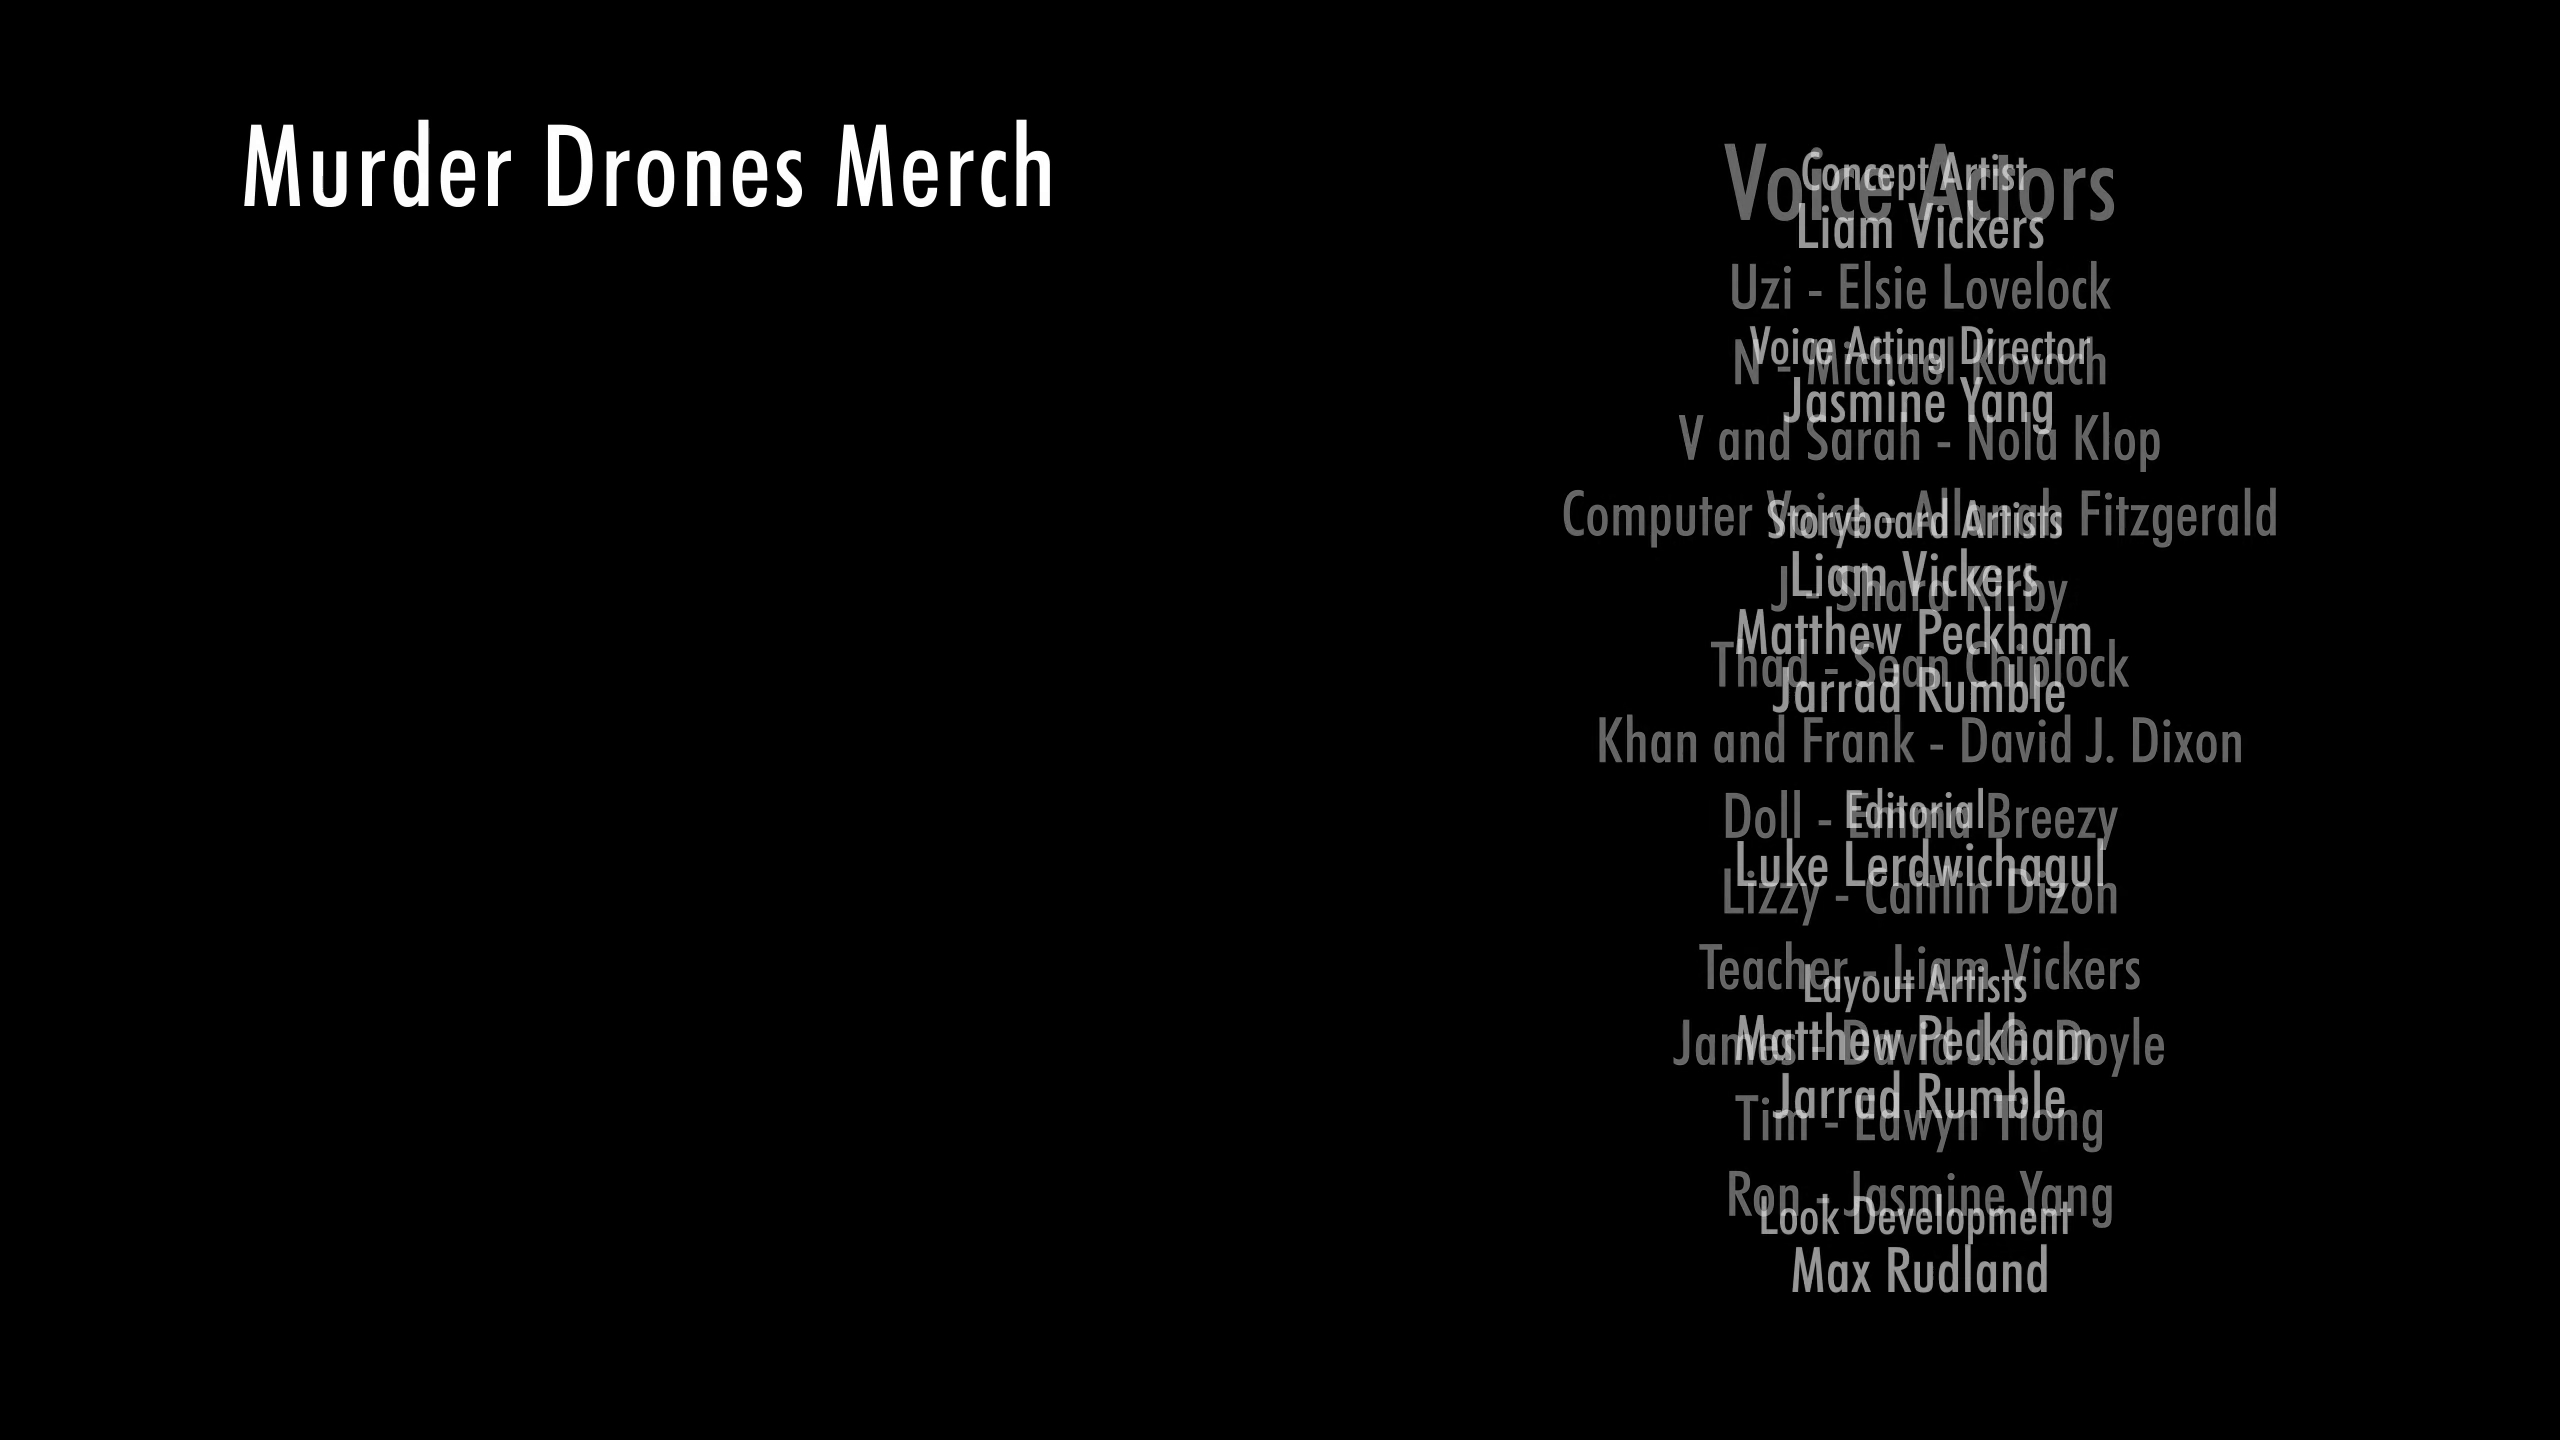 Murder Drones Merch
Voice Actors
Uzi - Elsie Lovelock
N - Michael Kovach
V and Sarah - Nola Klop
Computer Voice - Allanah Fitzgerald
J - Shara Kirby
Thad - Sean Chiplock
Khan and Frank - David J. Dixon
Doll - Emma Breezy
Lizzy - Caitlin Dizon
Teacher - Liam Vickers
James - David J.G. Doyle
Tim - Edwyn Tiong
Ron - Jasmine Yang
Concept Artist
Liam Vickers
Voice Acting Director
Jasmine Yang
Storyboard Artists
Liam Vickers
Matthew Peckham
Jarrad Rumble
Editorial
Luke Lerdwichagul
Layout Artists
Matthew Peckham
Jarrad Rumble
Look Development
Max Rudland